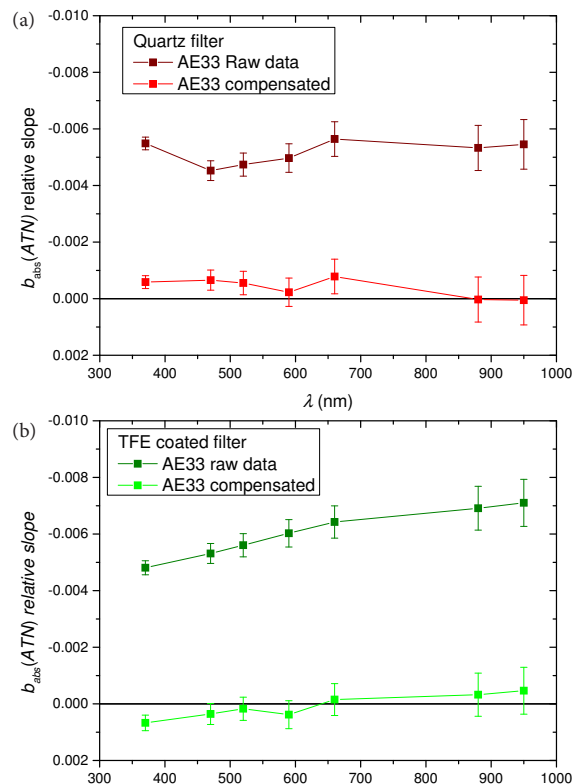 (a)
Quartz filter
AE33 Raw data
AE33 compensated
-0.010
-0.008
-0.006
-0.004
-0.002
0.000
0.002
b_abs(ATN) relative slope
300 400 500 600 700 800 900 1000
λ (nm)
(b)
TFE coated filter
AE33 raw data
AE33 compensated
-0.010
-0.008
-0.006
-0.004
-0.002
0.000
0.002
b_abs(ATN) relative slope
300 400 500 600 700 800 900 1000